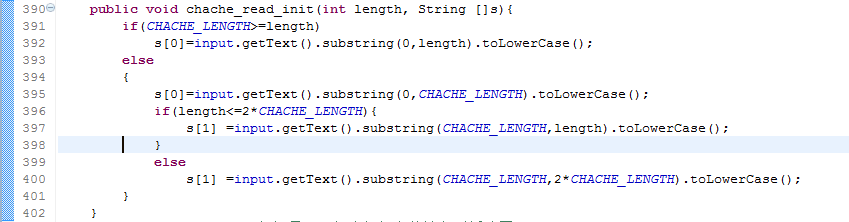 390 public void chache_read_init(int length, String []s){
391 if(CHACHE_LENGTH>=length)
392 s[0]=input.getText().substring(0,length).toLowerCase();
393 else
394 {
395 s[0]=input.getText().substring(0,CHACHE_LENGTH).toLowerCase();
396 if(length<=2*CHACHE_LENGTH){
397 s[1] =input.getText().substring(CHACHE_LENGTH,length).toLowerCase();
398 }
399 else
400 s[1] =input.getText().substring(CHACHE_LENGTH,2*CHACHE_LENGTH).toLowerCase();
401 }
402 }